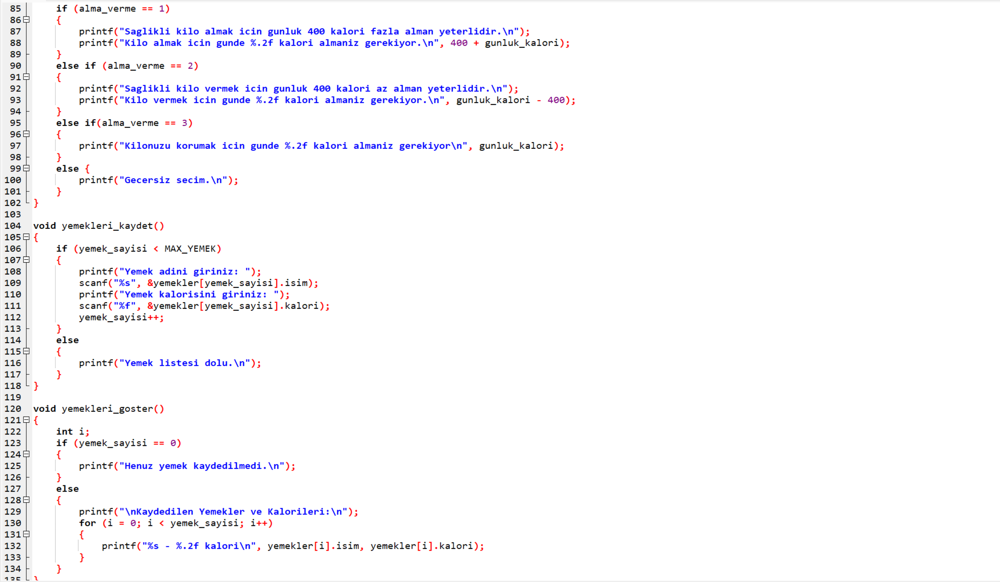 85 if (alma_verme == 1)
86 {
87 printf("Saglikli kilo almak icin gunluk 400 kalori fazla alman yeterlidir.\n");
88 printf("Kilo almak icin gunde %.2f kalori almaniz gerekiyor.\n", 400 + gunluk_kalori);
89 }
90 else if (alma_verme == 2)
91 {
92 printf("Saglikli kilo vermek icin gunluk 400 kalori az alman yeterlidir.\n");
93 printf("Kilo vermek icin gunde %.2f kalori almaniz gerekiyor.\n", gunluk_kalori - 400);
94 }
95 else if(alma_verme == 3)
96 {
97 printf("Kilonuzu korumak icin gunde %.2f kalori almaniz gerekiyor\n", gunluk_kalori);
98 }
99 else {
100 printf("Gecersiz secim.\n");
101 }
102 }
103
104 void yemekleri_kaydet()
105 {
106 if (yemek_sayisi < MAX_YEMEK)
107 {
108 printf("Yemek adini giriniz: ");
109 scanf("%s", &yemekler[yemek_sayisi].isim);
110 printf("Yemek kalorisini giriniz: ");
111 scanf("%f", &yemekler[yemek_sayisi].kalori);
112 yemek_sayisi++;
113 }
114 else
115 {
116 printf("Yemek listesi dolu.\n");
117 }
118 }
119
120 void yemekleri_goster()
121 {
122 int i;
123 if (yemek_sayisi == 0)
124 {
125 printf("Henuz yemek kaydedilmedi.\n");
126 }
127 else
128 {
129 printf("\nKaydedilen Yemekler ve Kalorileri:\n");
130 for (i = 0; i < yemek_sayisi; i++)
131 {
132 printf("%s - %.2f kalori\n", yemekler[i].isim, yemekler[i].kalori);
133 }
134 }
135 }